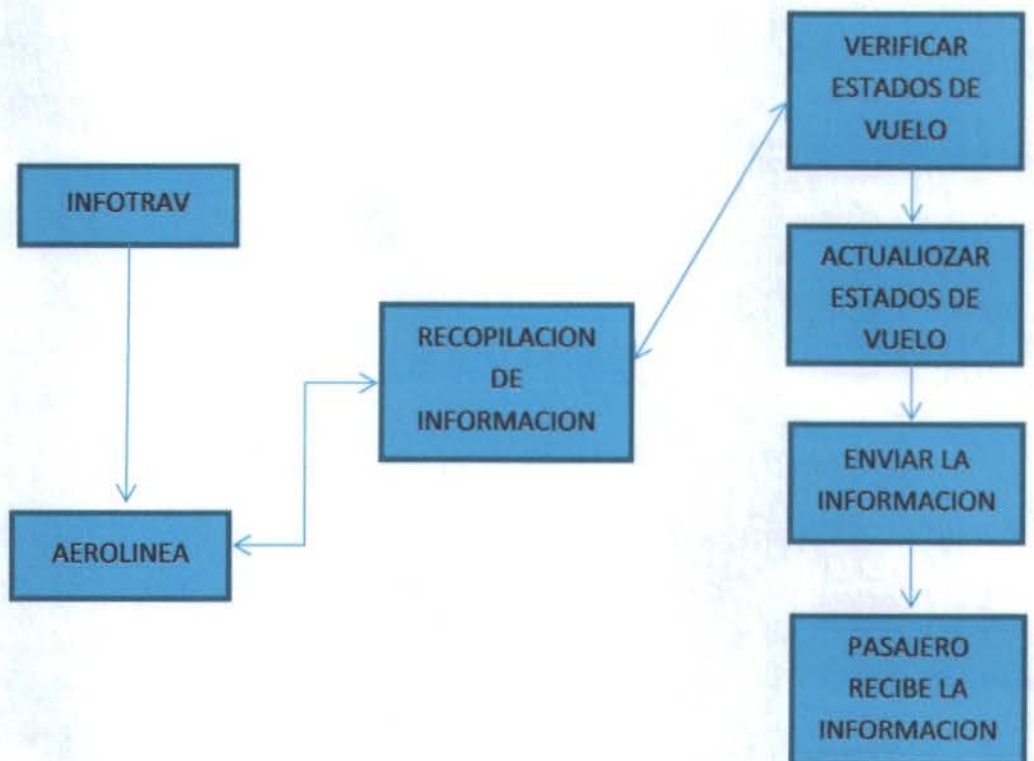 INFOTRAV
AEROLINEA
RECOPILACION
DE
INFORMACION
VERIFICAR
ESTADOS DE
VUELO
ACTUALIOZAR
ESTADOS DE
VUELO
ENVIAR LA
INFORMACION
PASAJERO
RECIBE LA
INFORMACION